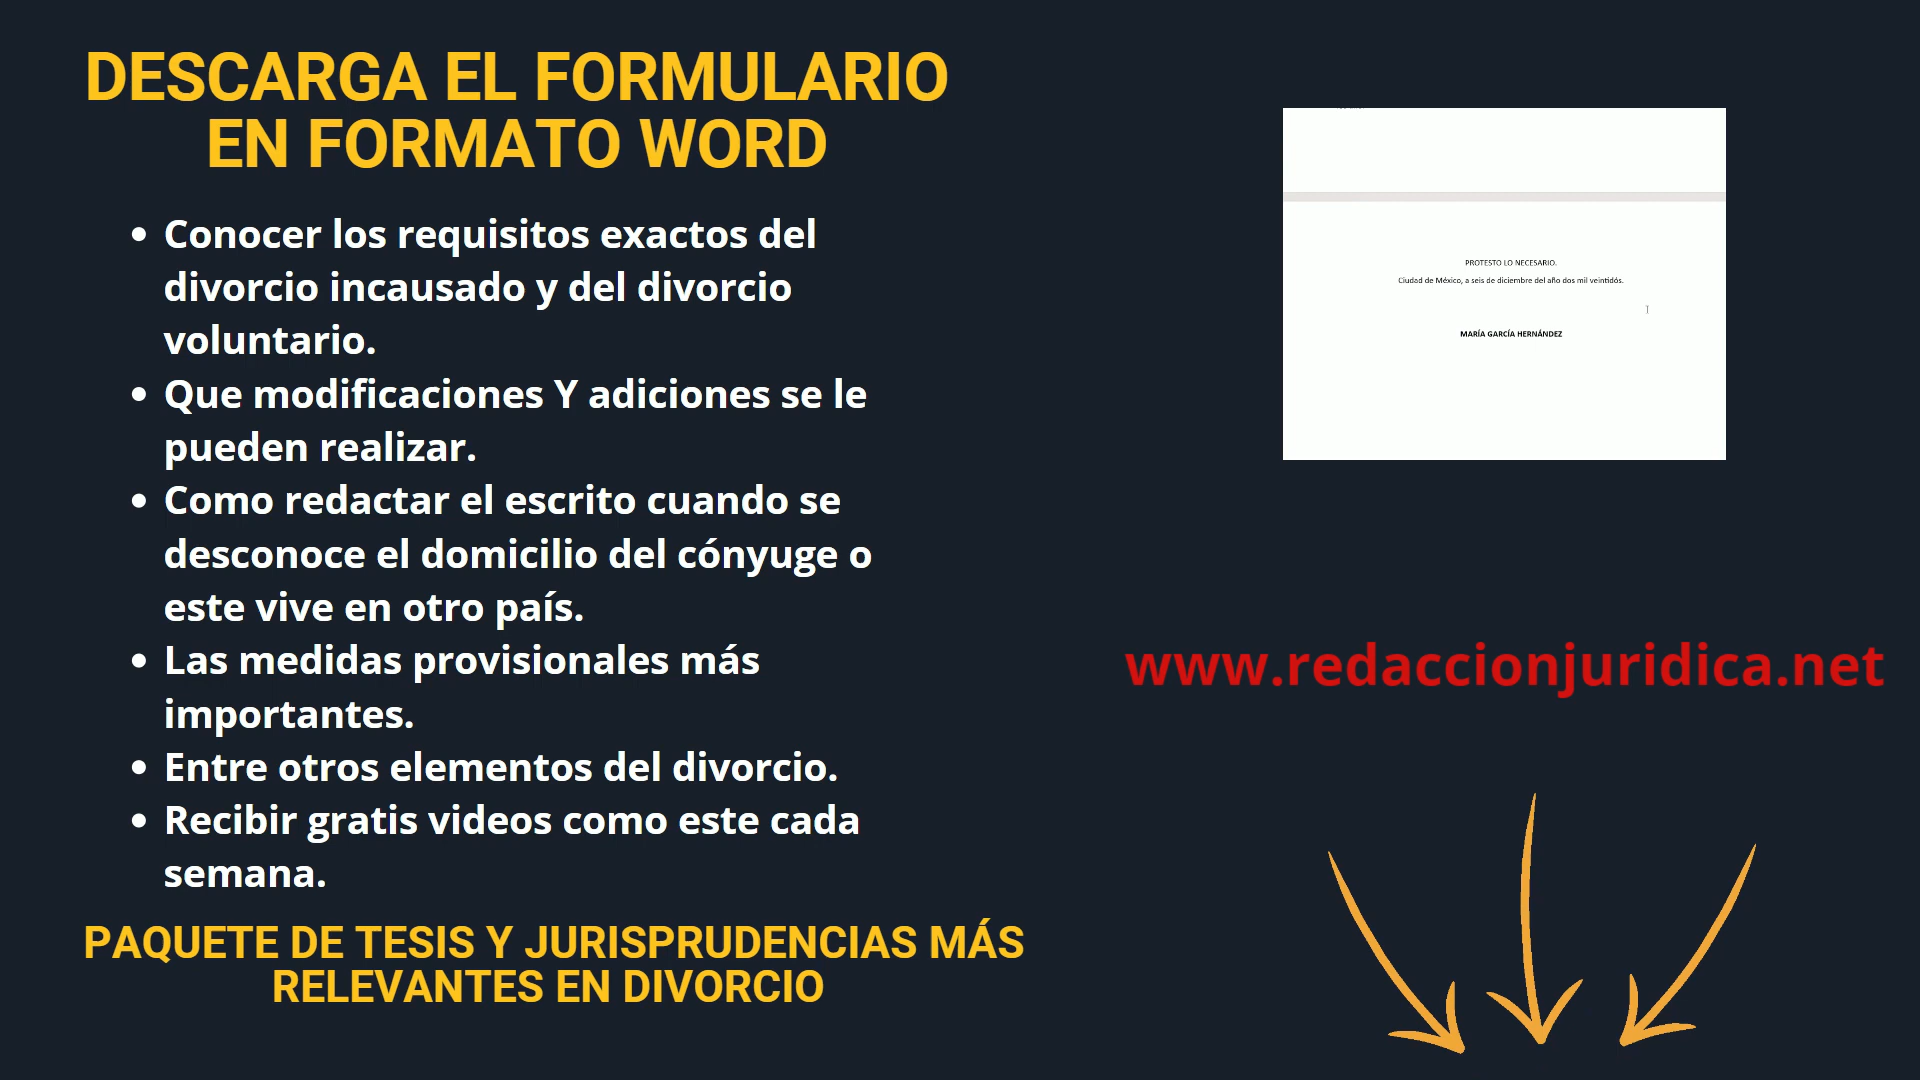 DESCARGA EL FORMULARIO
EN FORMATO WORD
• Conocer los requisitos exactos del
divorcio incausado y del divorcio
voluntario.
• Que modificaciones Y adiciones se le
pueden realizar.
• Como redactar el escrito cuando se
desconoce el domicilio del cónyuge o
este vive en otro país.
• Las medidas provisionales más
importantes.
• Entre otros elementos del divorcio.
• Recibir gratis videos como este cada
semana.
PAQUETE DE TESIS Y JURISPRUDENCIAS MÁS
RELEVANTES EN DIVORCIO
PROTESTO LO NECESARIO.
Ciudad de México, a seis de diciembre del año dos mil veintidós.
MARÍA GARCÍA HERNÁNDEZ
www.redaccionjuridica.net